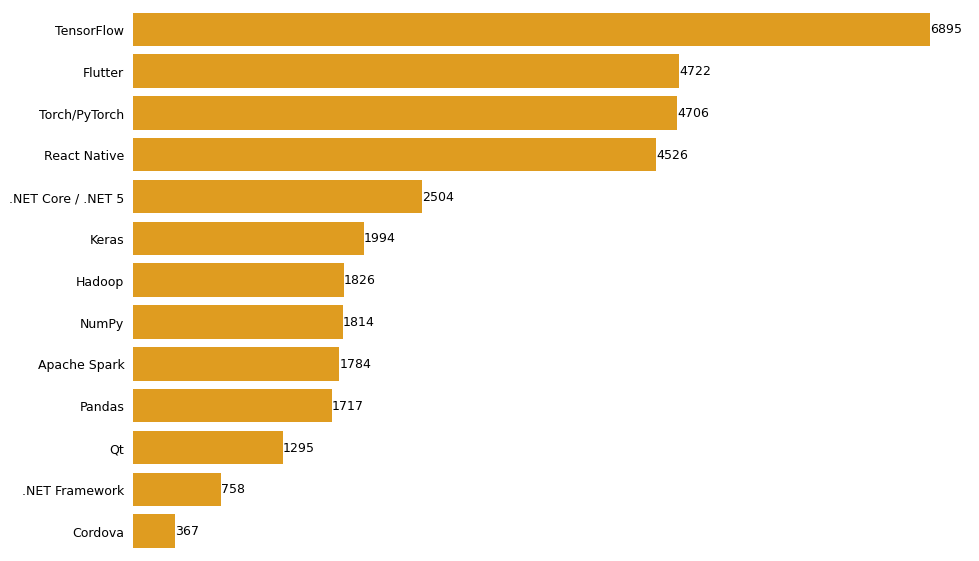 TensorFlow 6895
Flutter 4722
Torch/PyTorch 4706
React Native 4526
.NET Core / .NET 5 2504
Keras 1994
Hadoop 1826
NumPy 1814
Apache Spark 1784
Pandas 1717
Qt 1295
.NET Framework 758
Cordova 367